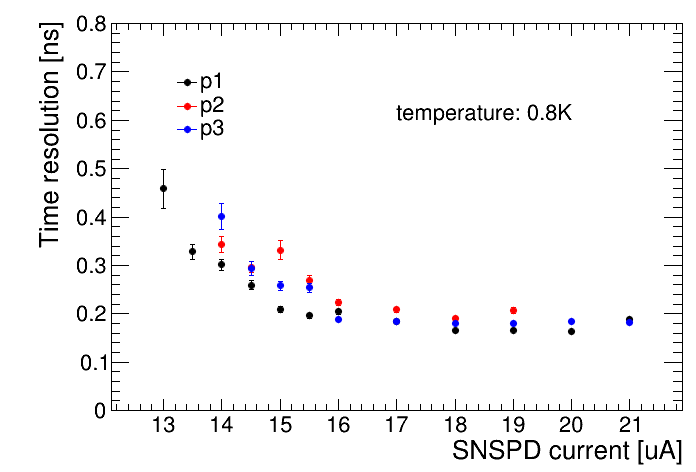 Time resolution [ns]
0.8
0.7
0.6
0.5
0.4
0.3
0.2
0.1
0
p1
p2
p3
temperature: 0.8K
13 14 15 16 17 18 19 20 21
SNSPD current [uA]